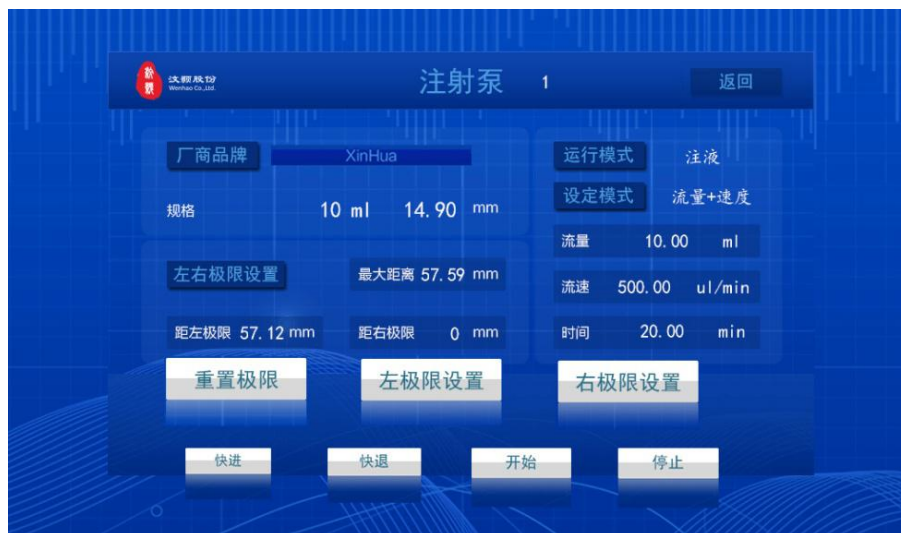 汶颢股份
Wenhao Co.,Ltd.
注射泵 1
返回
厂商品牌 XinHua
规格 10 ml 14.90 mm
左右极限设置 最大距离 57.59 mm
距左极限 57.12 mm 距右极限 0 mm
运行模式 注液
设定模式 流量+速度
流量 10.00 ml
流速 500.00 ul/min
时间 20.00 min
重置极限 左极限设置 右极限设置
快进 快退 开始 停止